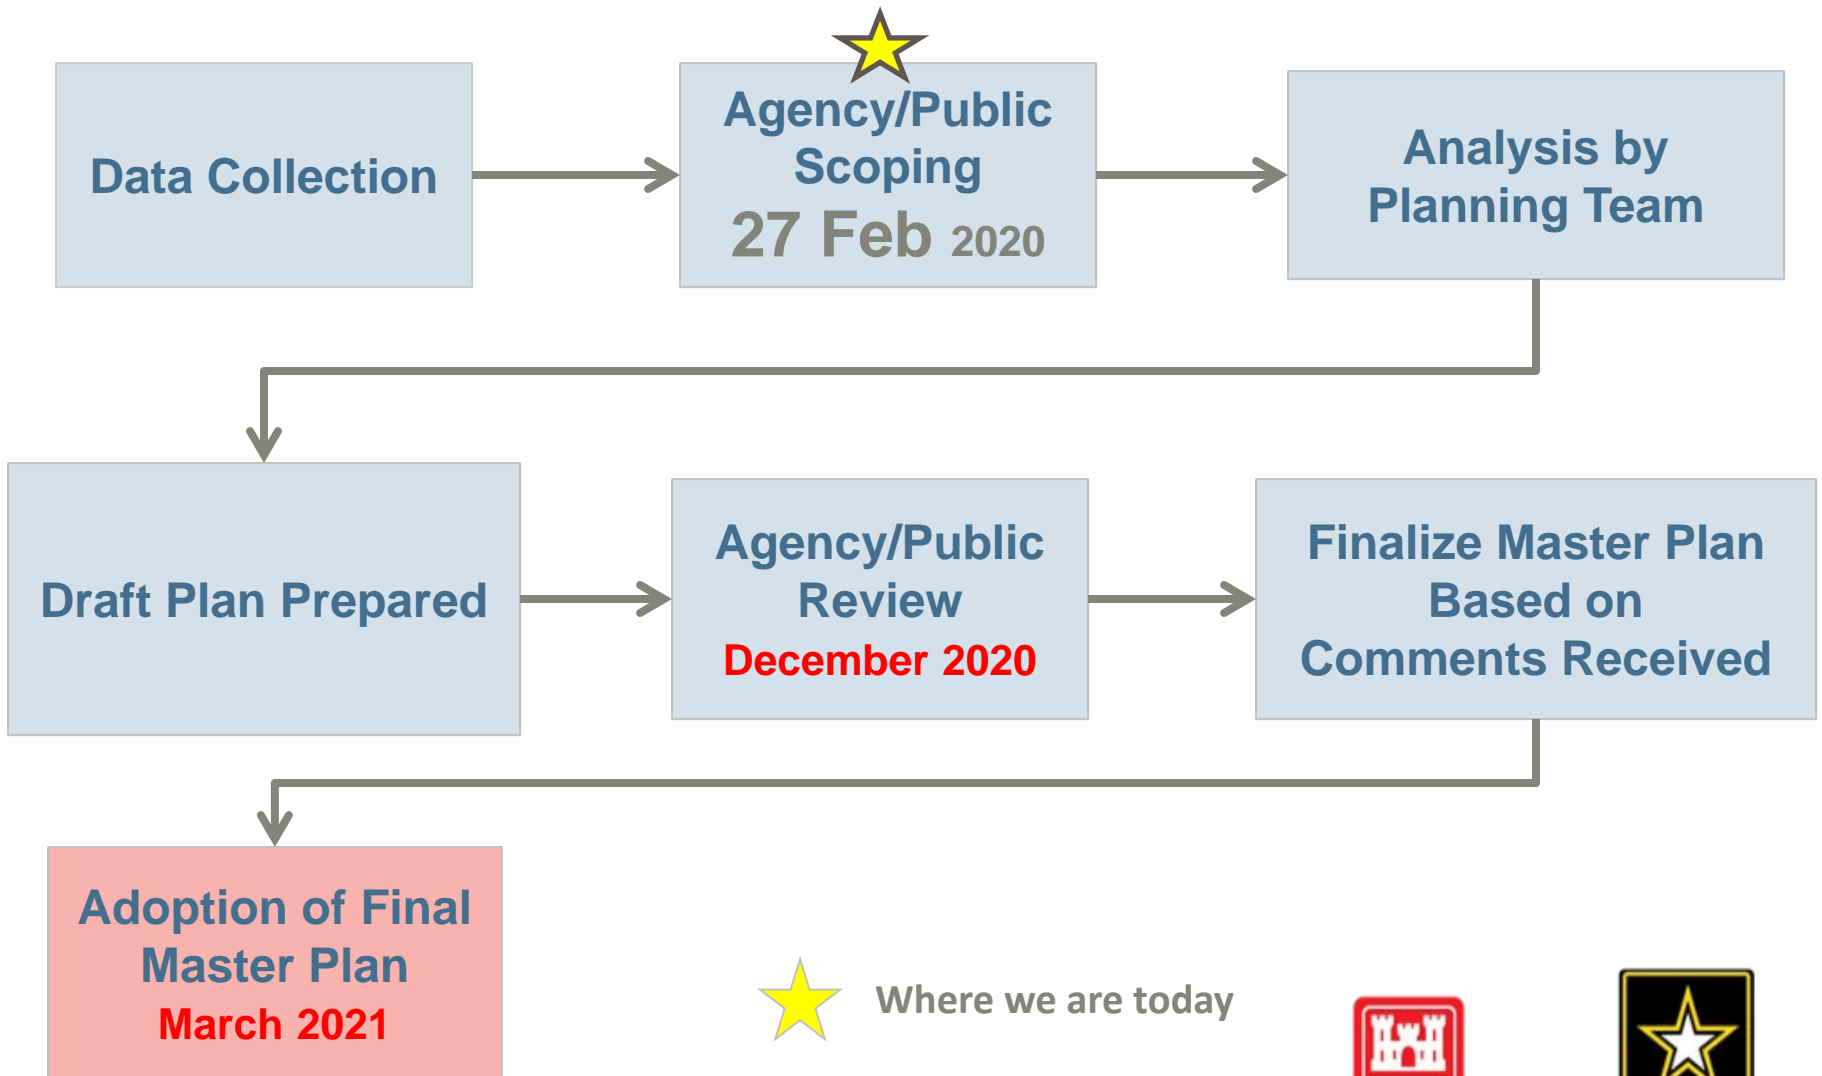 Data Collection
Agency/Public
Scoping
27 Feb 2020
Analysis by
Planning Team
Draft Plan Prepared
Agency/Public
Review
December 2020
Finalize Master Plan
Based on
Comments Received
Adoption of Final
Master Plan
March 2021
Where we are today